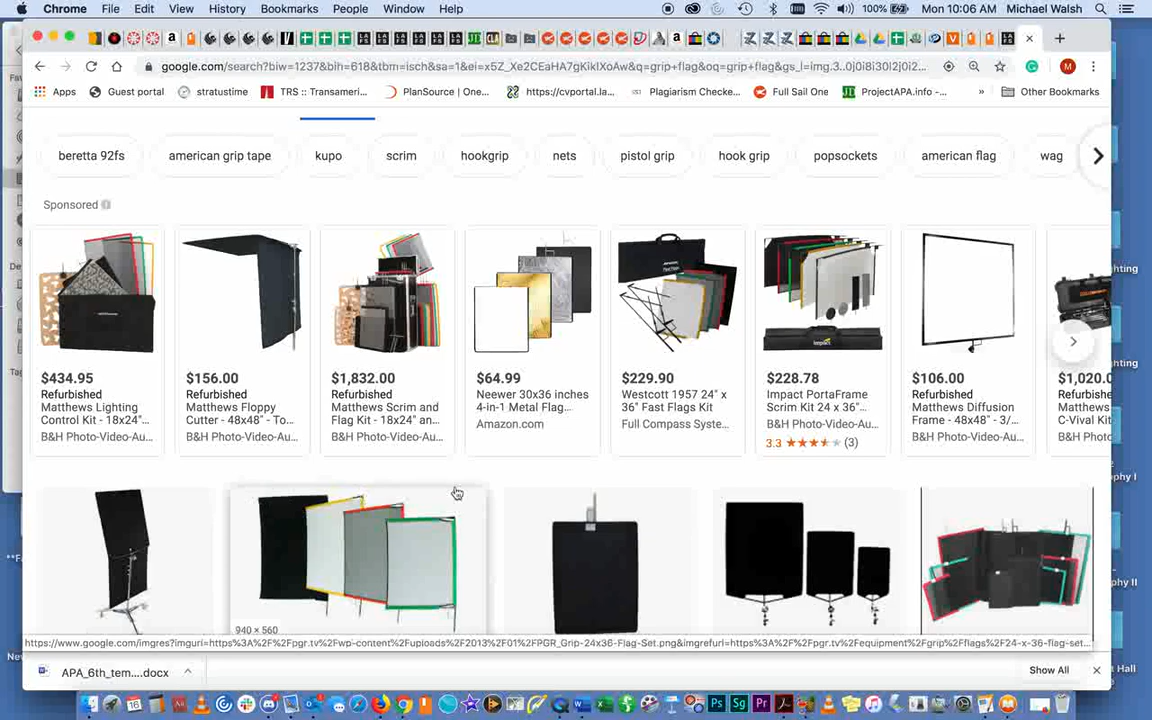 Chrome File Edit View History Bookmarks People Window Help 100% Mon 10:06 AM Michael Walsh
google.com/search?biw=1237&bih=618&tbm=isch&sa=1&ei=x5Z_Xe2CEaHA7gKikIXoAw&q=grip+flag&oq=grip+flag&gs_l=img.3..0j0i8i30l2j0i2...
Apps Guest portal stratustime TRS :: Transameri... PlanSource | One... https://cvportal.la... Plagiarism Checke... Full Sail One ProjectAPA.info - ... » Other Bookmarks
beretta 92fs american grip tape kupo scrim hookgrip nets pistol grip hook grip popsockets american flag wag
Sponsored
$434.95 $156.00 $1,832.00 $64.99 $229.90 $228.78 $106.00 $1,020.0
Refurbished Refurbished Refurbished Neewer 30x36 inches Westcott 1957 24" x Impact PortaFrame Refurbished Refurbished
Matthews Lighting Matthews Floppy Matthews Scrim and 4-in-1 Metal Flag... 36" Fast Flags Kit Scrim Kit 24 x 36"... Matthews Diffusion Matthews
Control Kit - 18x24" Cutter - 48x48" - To... Flag Kit - 18x24" an... Amazon.com Full Compass Syste... B&H Photo-Video-Au... Frame - 48x48" - 3/... C-Vival Kit
B&H Photo-Video-Au... B&H Photo-Video-Au... B&H Photo-Video-Au... 3.3 (3) B&H Photo-Video-Au... B&H Photo
940 × 560
https://www.google.com/imgres?imgurl=https%3A%2F%2Fpgr.tv%2Fwp-content%2Fuploads%2F2013%2F01%2FPGR_Grip-24x36-Flag-Set.png&imgrefurl=https%3A%2F%2Fpgr.tv%2Fequipment%2Fgrip%2Fflags%2F24-x-36-flag-set...
APA_6th_tem....docx Show All